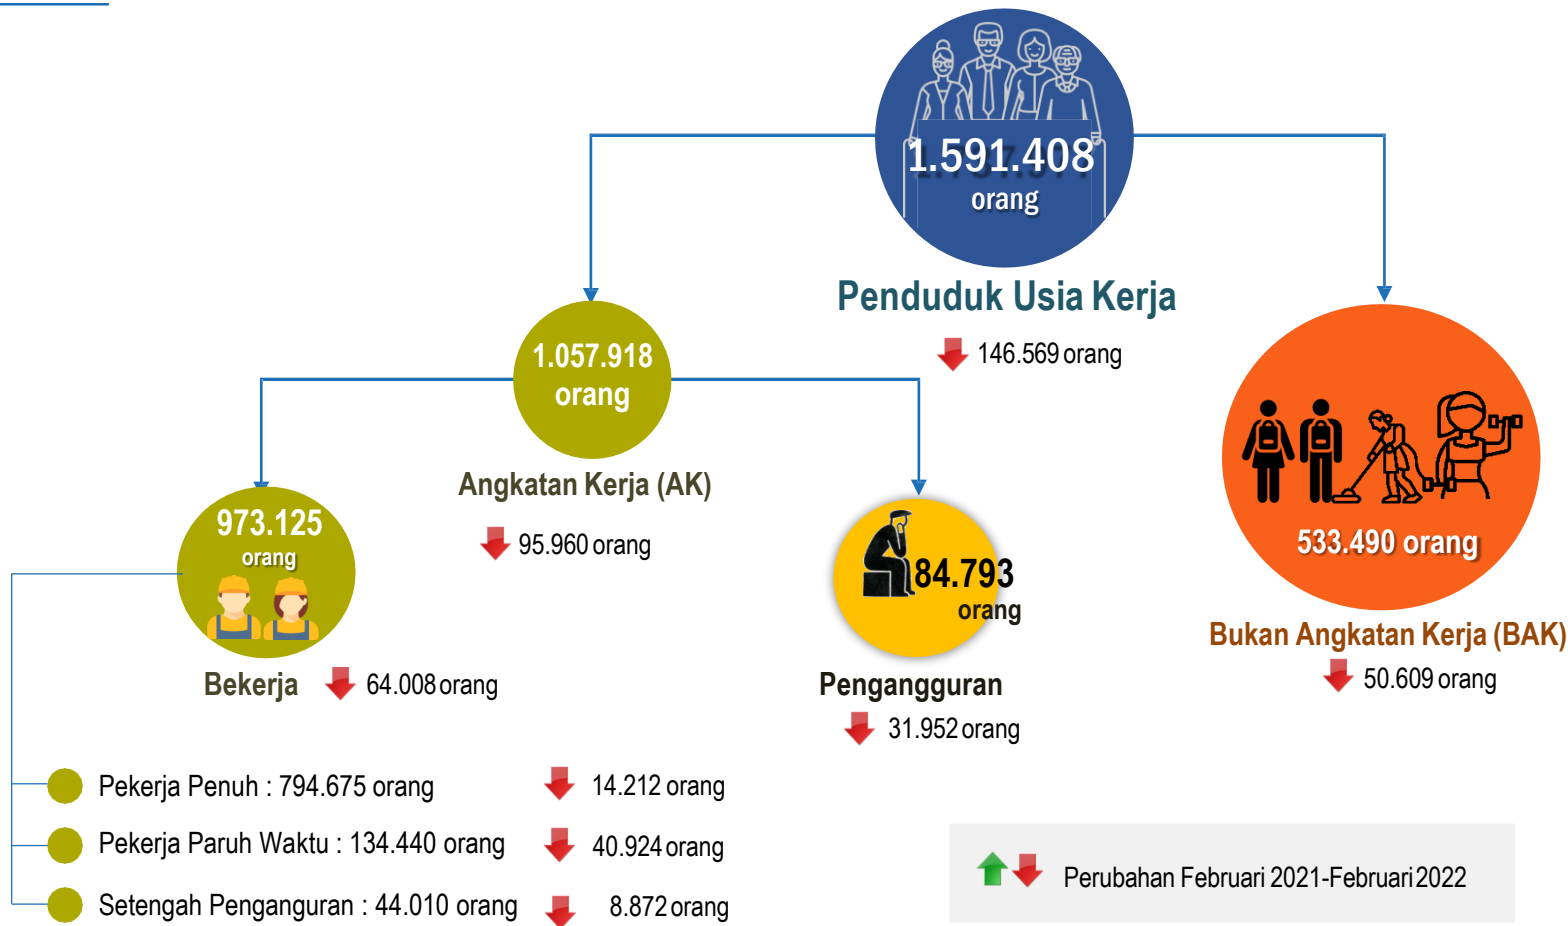 1.591.408
orang
Penduduk Usia Kerja
146.569 orang
1.057.918
orang
Angkatan Kerja (AK)
95.960 orang
533.490 orang
Bukan Angkatan Kerja (BAK)
50.609 orang
973.125
orang
Bekerja
64.008 orang
84.793
orang
Pengangguran
31.952 orang
Pekerja Penuh : 794.675 orang
14.212 orang
Pekerja Paruh Waktu : 134.440 orang
40.924 orang
Setengah Penganguran : 44.010 orang
8.872 orang
Perubahan Februari 2021-Februari 2022